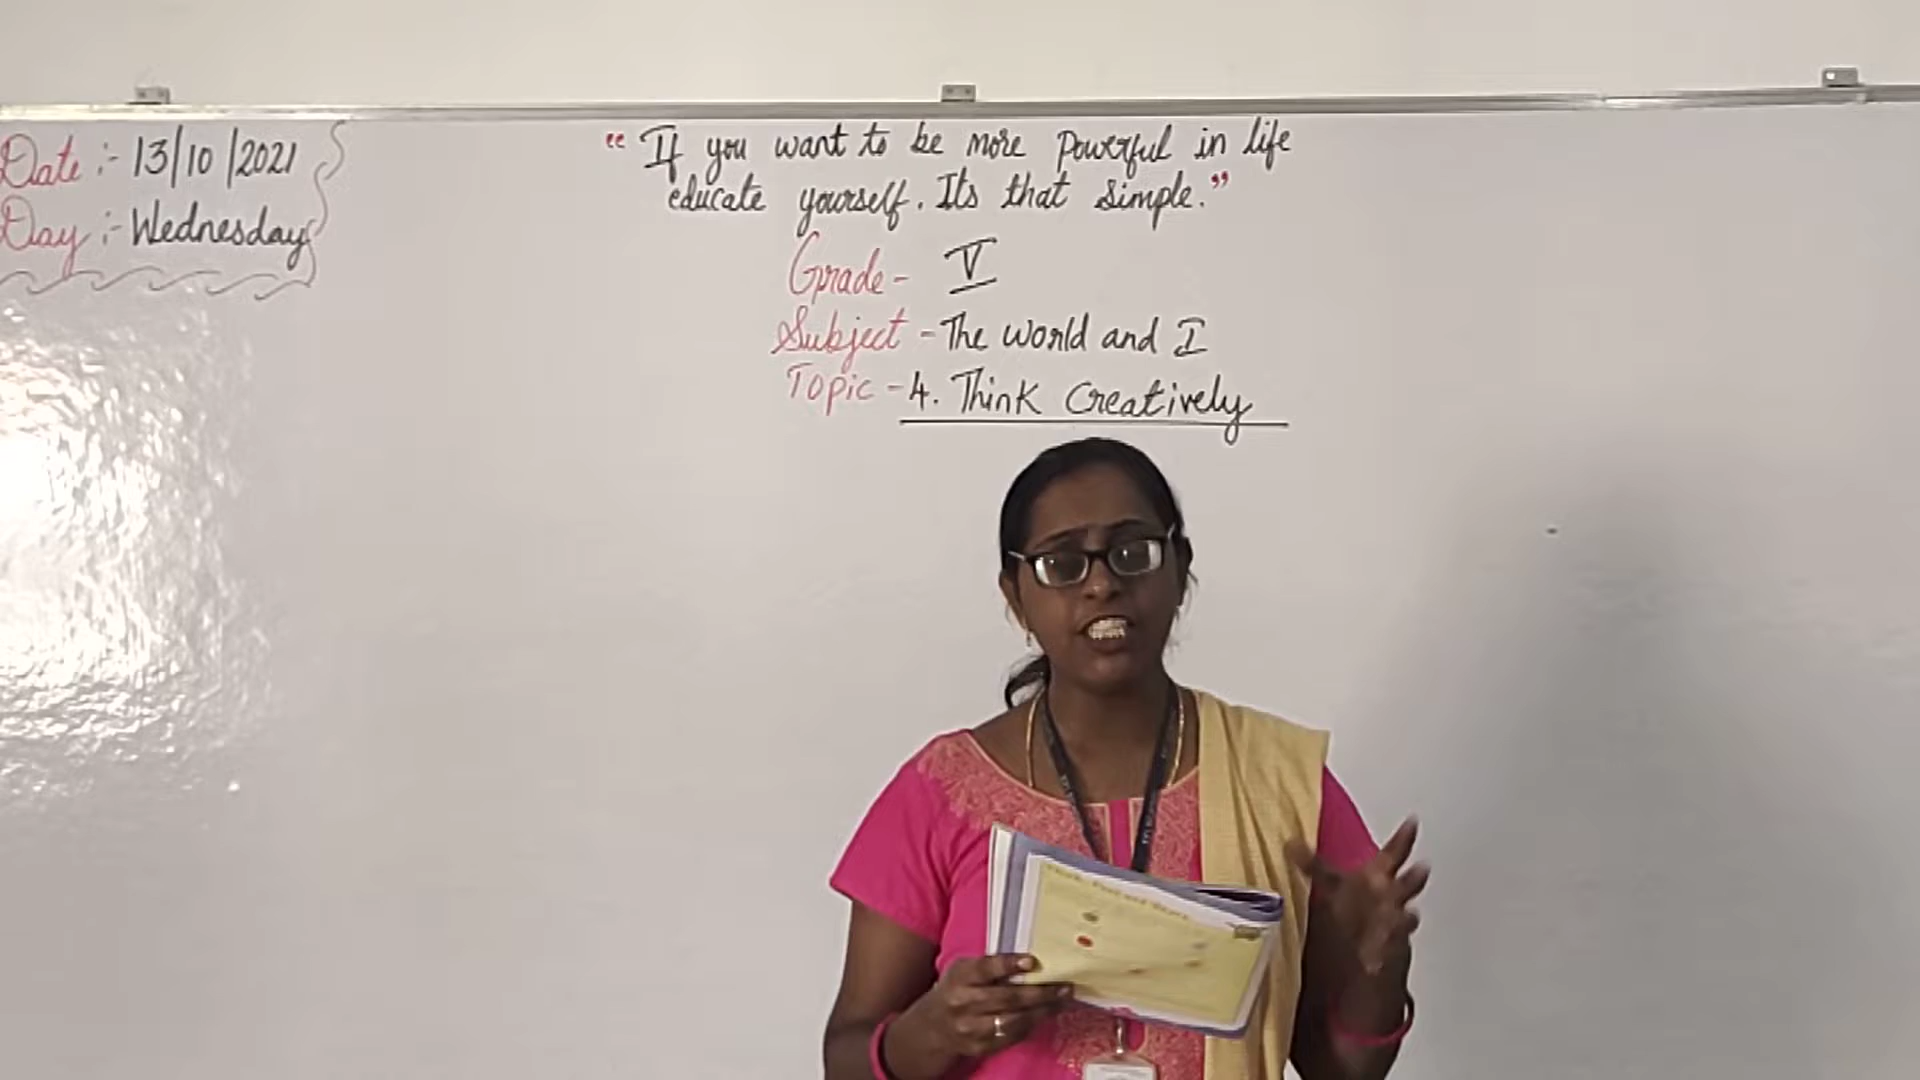 Date :- 13/10/2021
Day :- Wednesday
"If you want to be more Powerful in life
educate yourself. Its that simple."
Grade - V
Subject - The world and I
Topic - 4. Think Creatively